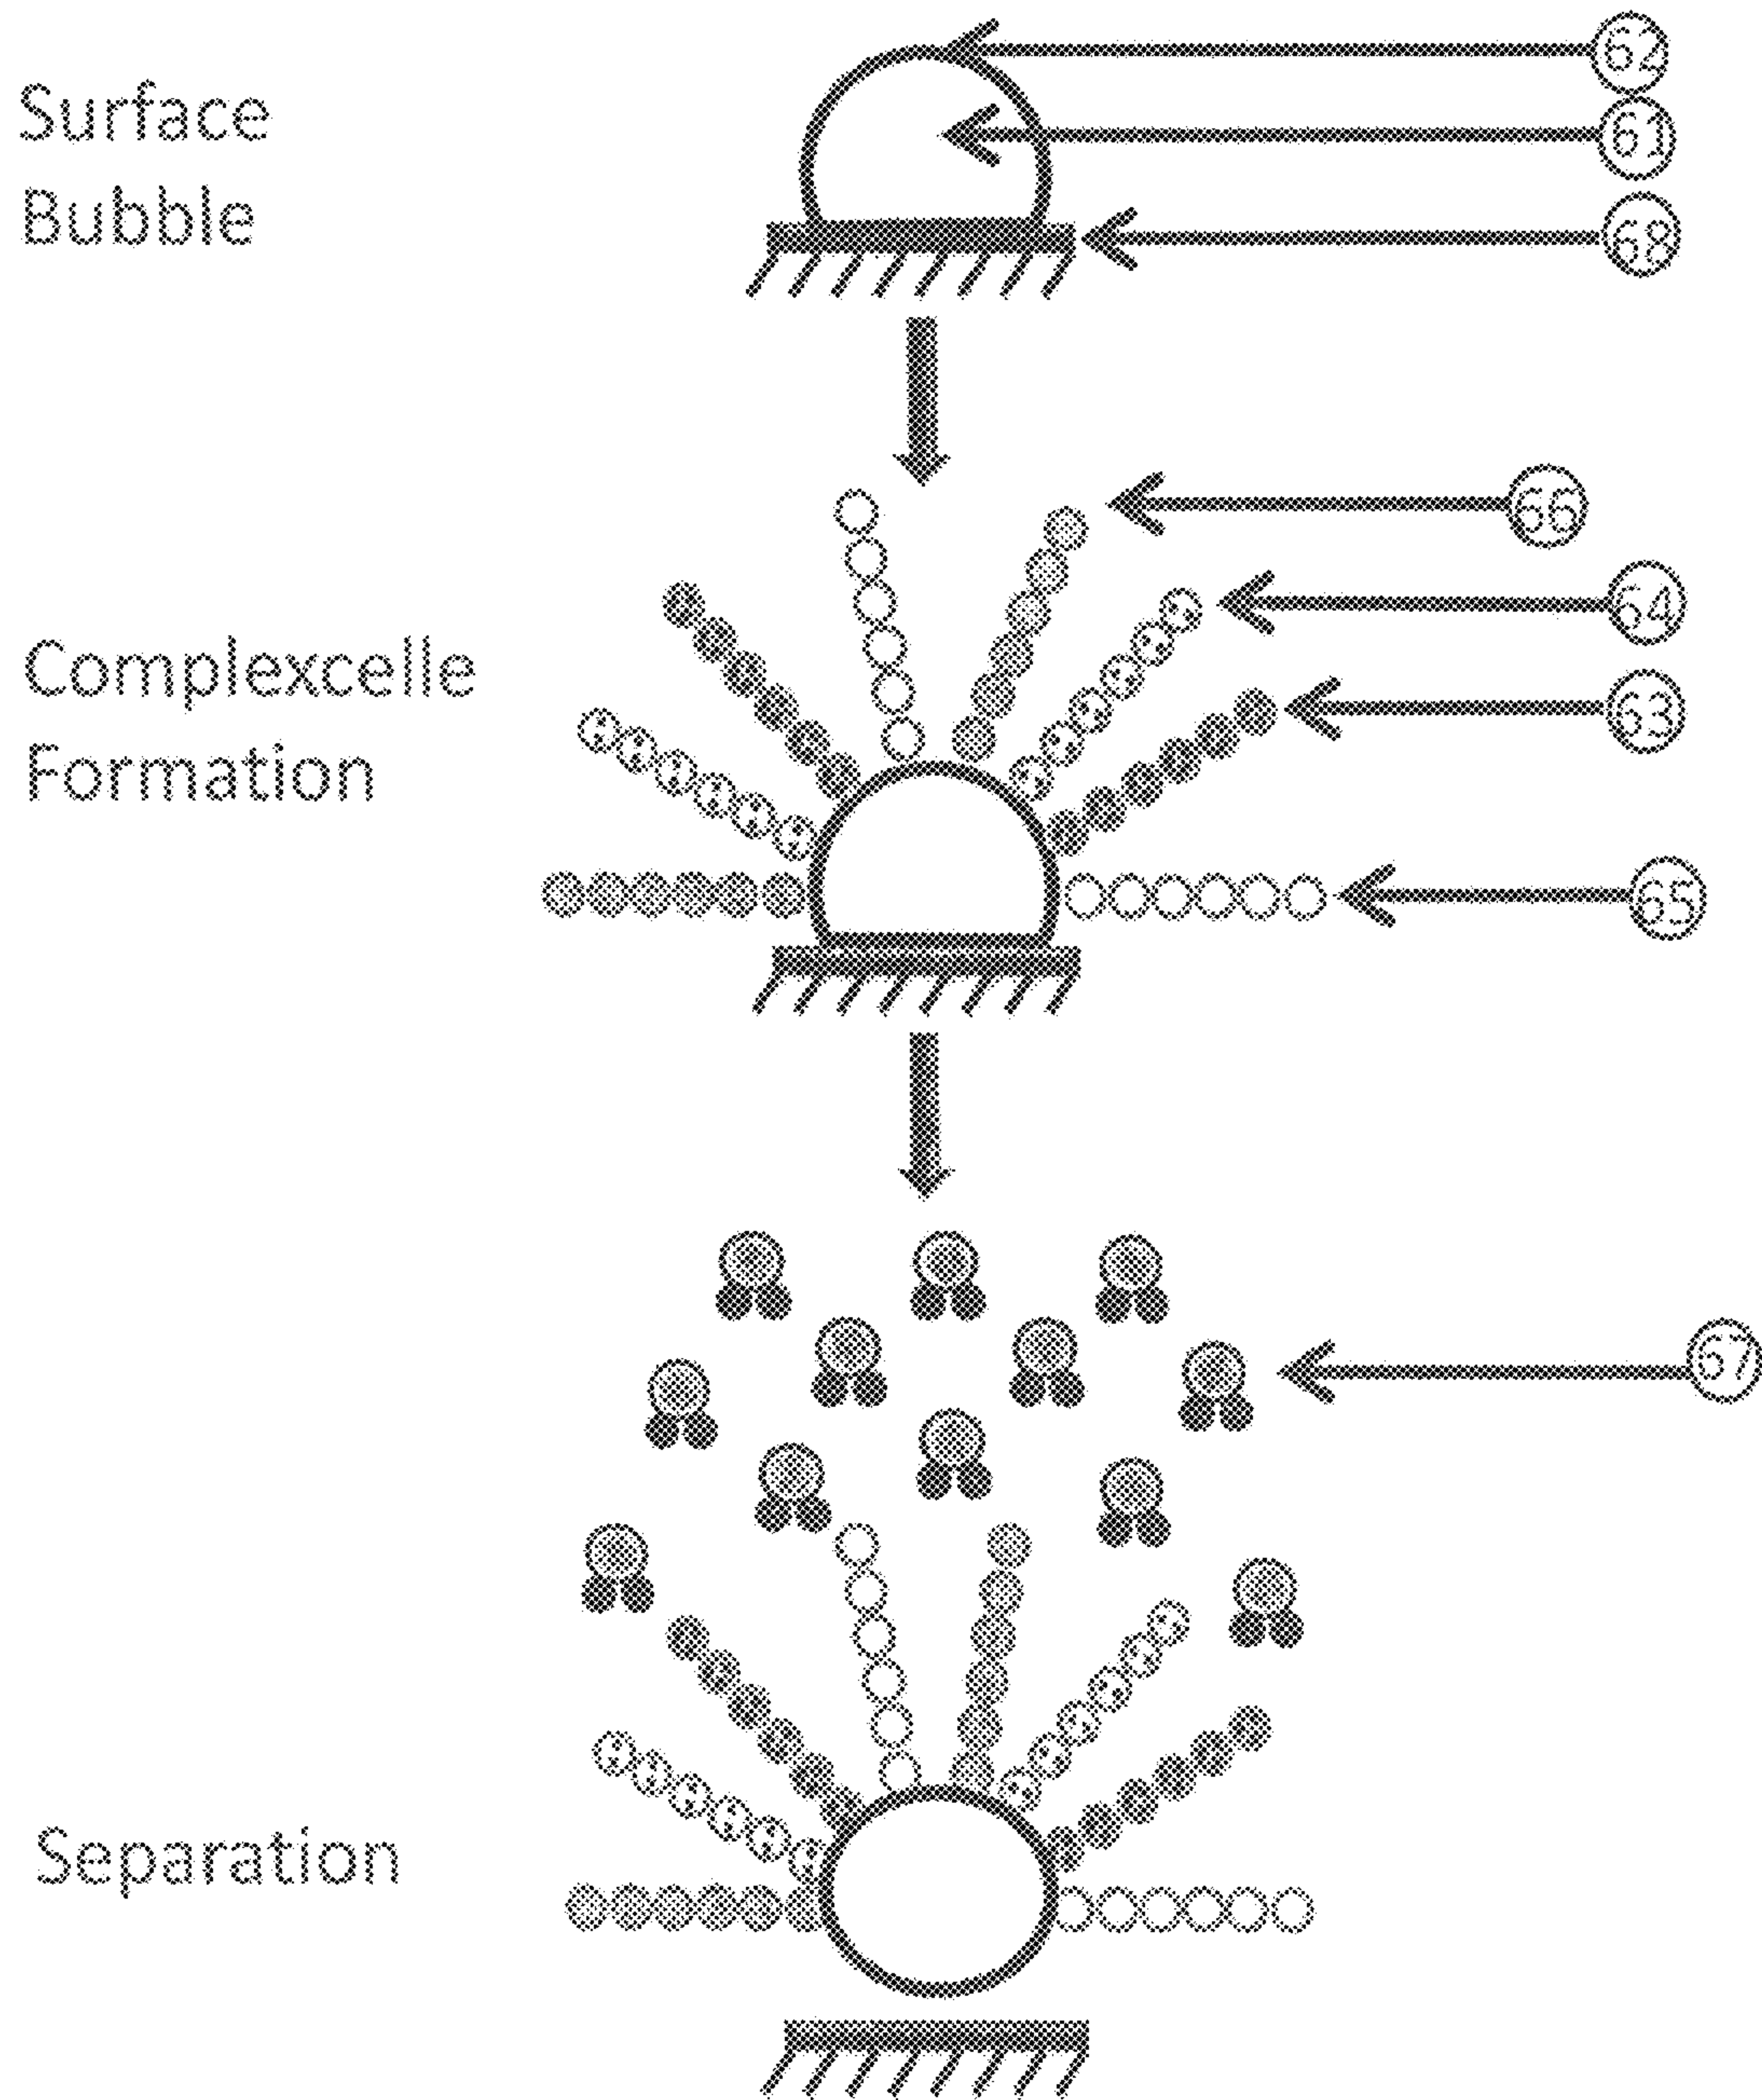 62
Surface
61
Bubble
68
66
64
Complexcelle
63
Formation
65
67
Separation